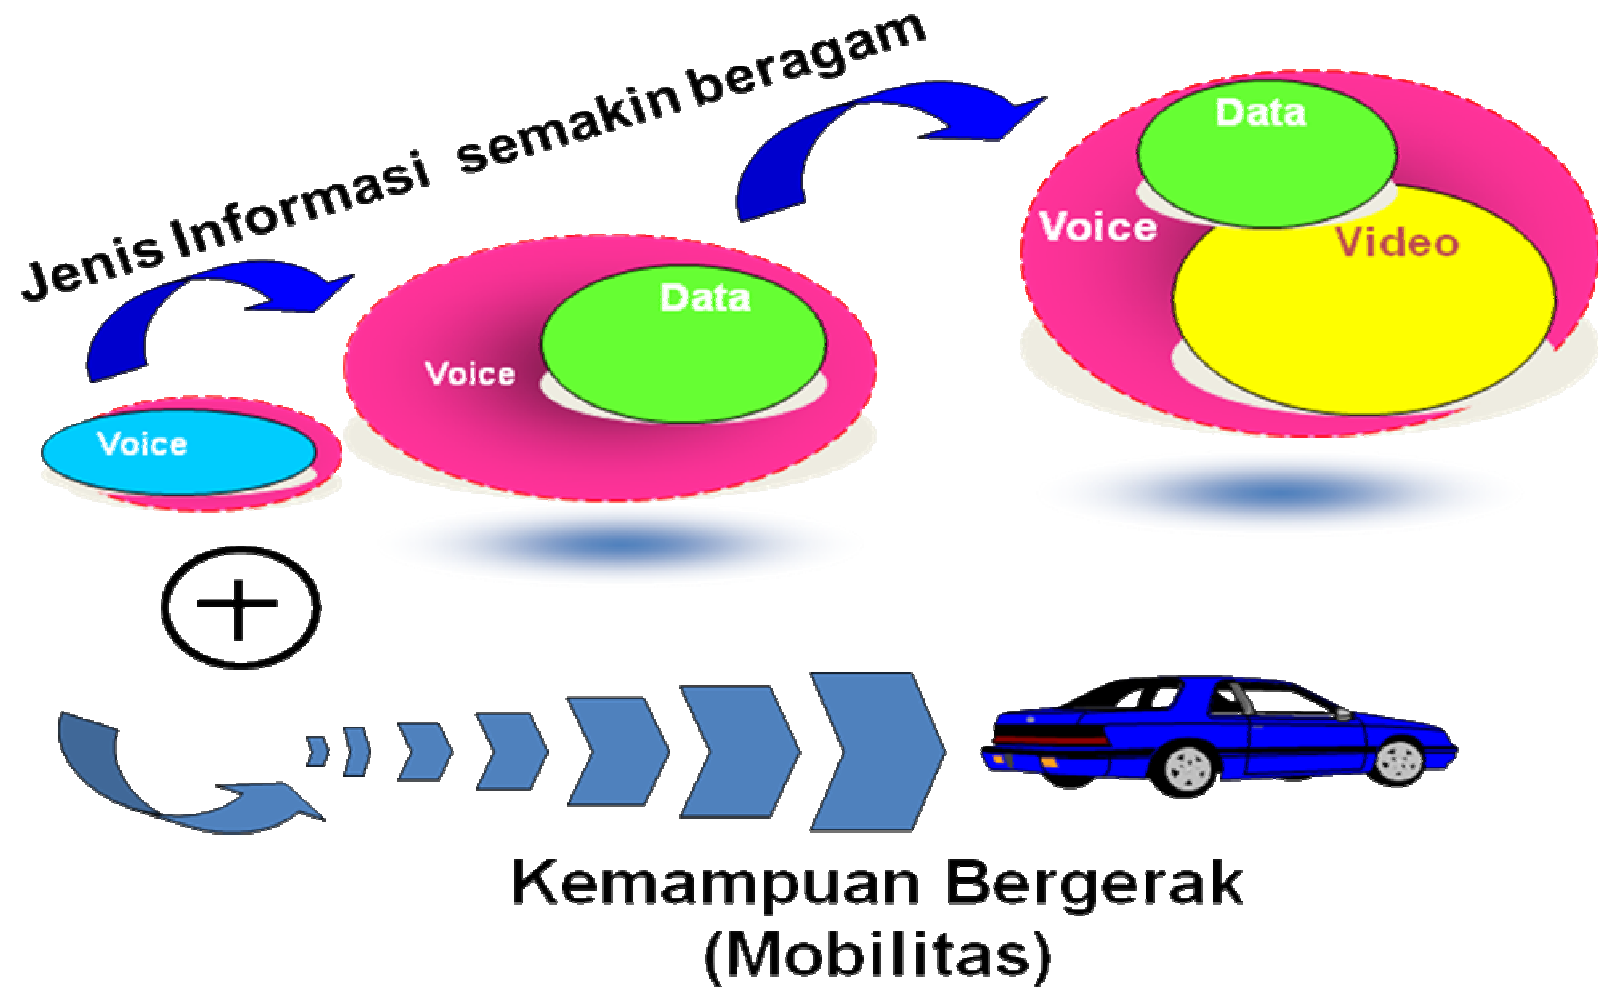 Jenis Informasi semakin beragam
Voice
Voice
Data
Voice
Data
Video
Kemampuan Bergerak
(Mobilitas)